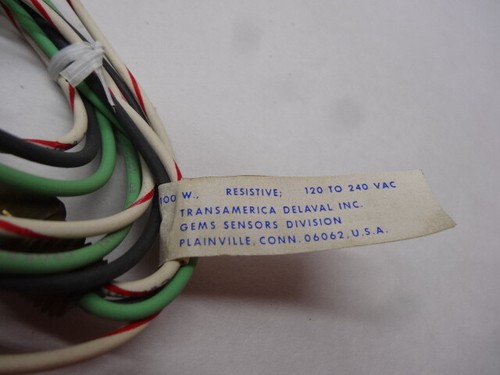 100 W., RESISTIVE; 120 TO 240 VAC
TRANSAMERICA DELAVAL INC.
GEMS SENSORS DIVISION
PLAINVILLE, CONN. 06062, U.S.A.